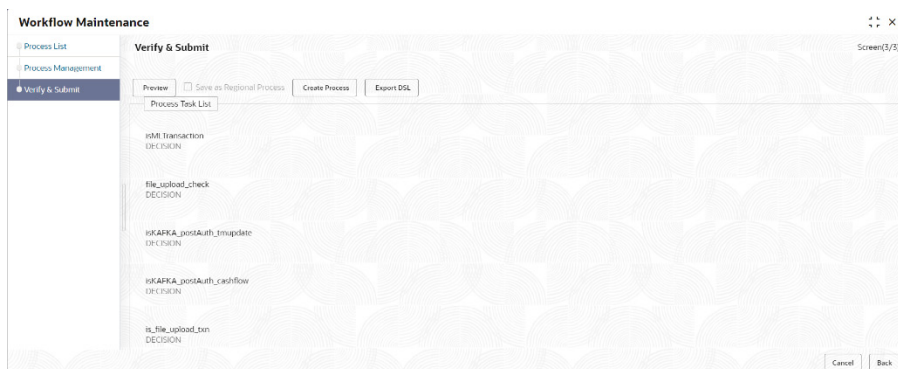 Workflow Maintenance
Process List
Process Management
Verify & Submit
Verify & Submit
Screen(3/3)
Preview
Save as Regional Process
Create Process
Export DSL
Process Task List
isMLTransaction
DECISION
file_upload_check
DECISION
isKAFKA_postAuth_tmupdate
DECISION
isKAFKA_postAuth_cashflow
DECISION
is_file_upload_txn
DECISION
Cancel
Back